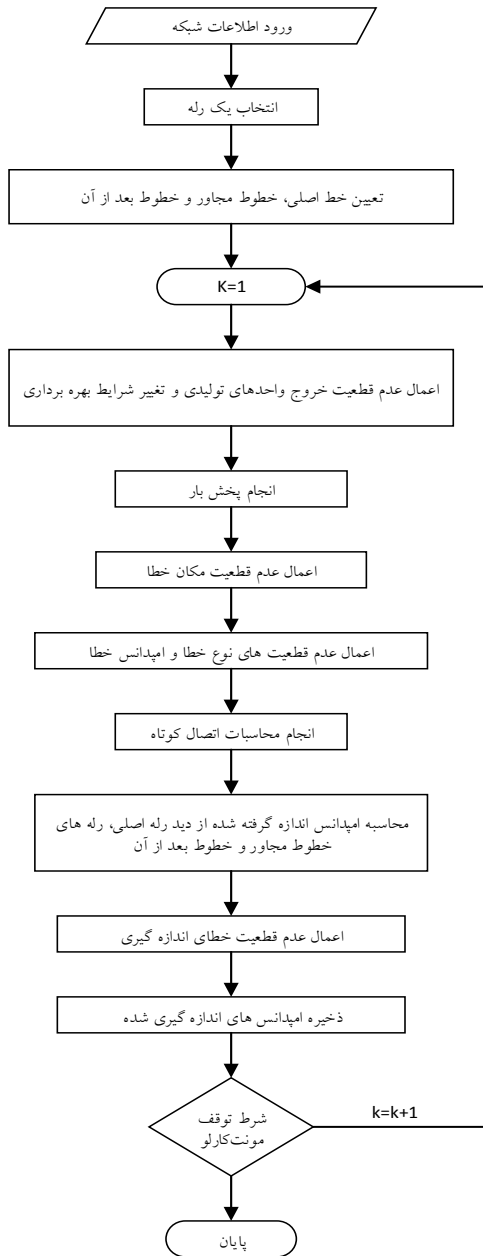 ورود اطلاعات شبکه
انتخاب یک رله
تعیین خط اصلی، خطوط مجاور و خطوط بعد از آن
K=1
اعمال عدم قطعیت خروج واحدهای تولیدی و تغییر شرایط بهره برداری
انجام پخش بار
اعمال عدم قطعیت مکان خطا
اعمال عدم قطعیت های نوع خطا و امپدانس خطا
انجام محاسبات اتصال کوتاه
محاسبه امپدانس اندازه گرفته شده از دید رله اصلی، رله های
خطوط مجاور و خطوط بعد از آن
اعمال عدم قطعیت خطای اندازه گیری
ذخیره امپدانس های اندازه گیری شده
شرط توقف
مونت‌کارلو
k=k+1
پایان